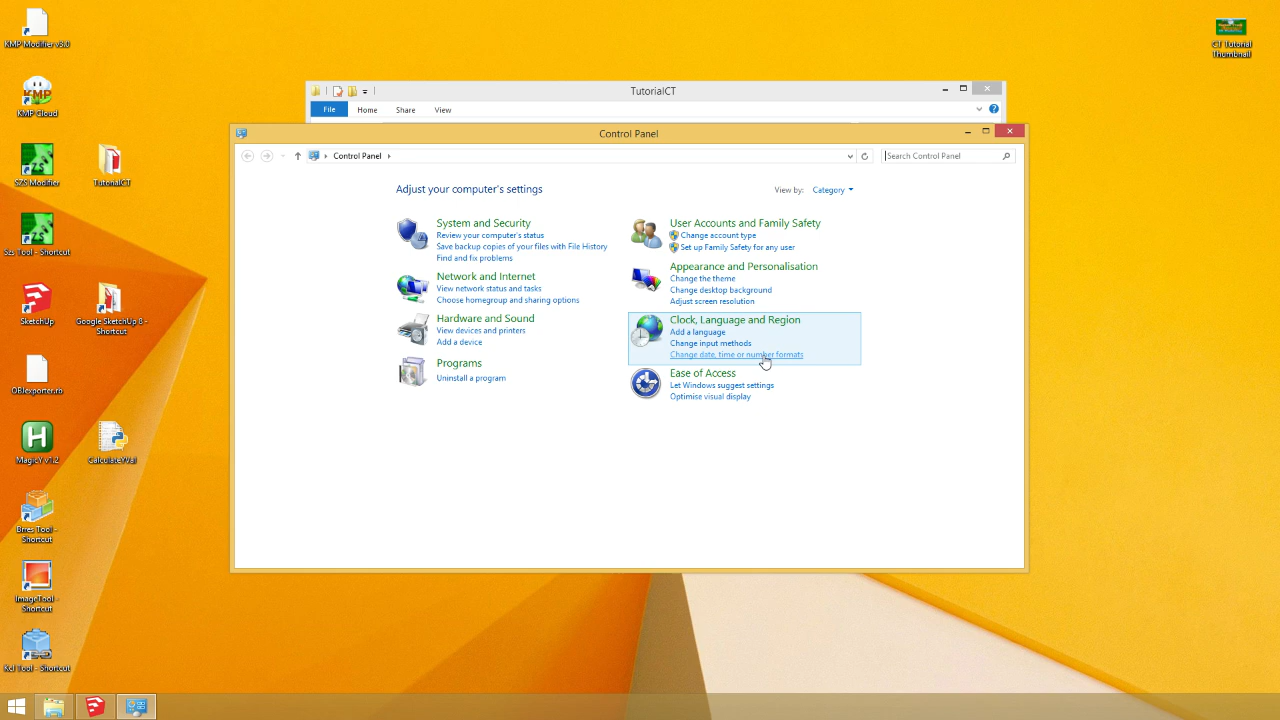 KMP Modifier v3.0
KMP
KMP Cloud
SZS Modifier
TutorialCT
Szs Tool - Shortcut
SketchUp
Google SketchUp 8 -
Shortcut
OBJexporter.ro
MagicY v1.2
CalculateYVal
Brres Tool -
Shortcut
ImageTool -
Shortcut
Kcl Tool - Shortcut
CT Tutorial
Thumbnail
TutorialCT
File Home Share View
Control Panel
Control Panel
Search Control Panel
Adjust your computer's settings
View by: Category
System and Security
Review your computer's status
Save backup copies of your files with File History
Find and fix problems
Network and Internet
View network status and tasks
Choose homegroup and sharing options
Hardware and Sound
View devices and printers
Add a device
Programs
Uninstall a program
User Accounts and Family Safety
Change account type
Set up Family Safety for any user
Appearance and Personalisation
Change the theme
Change desktop background
Adjust screen resolution
Clock, Language and Region
Add a language
Change input methods
Change date, time or number formats
Ease of Access
Let Windows suggest settings
Optimise visual display